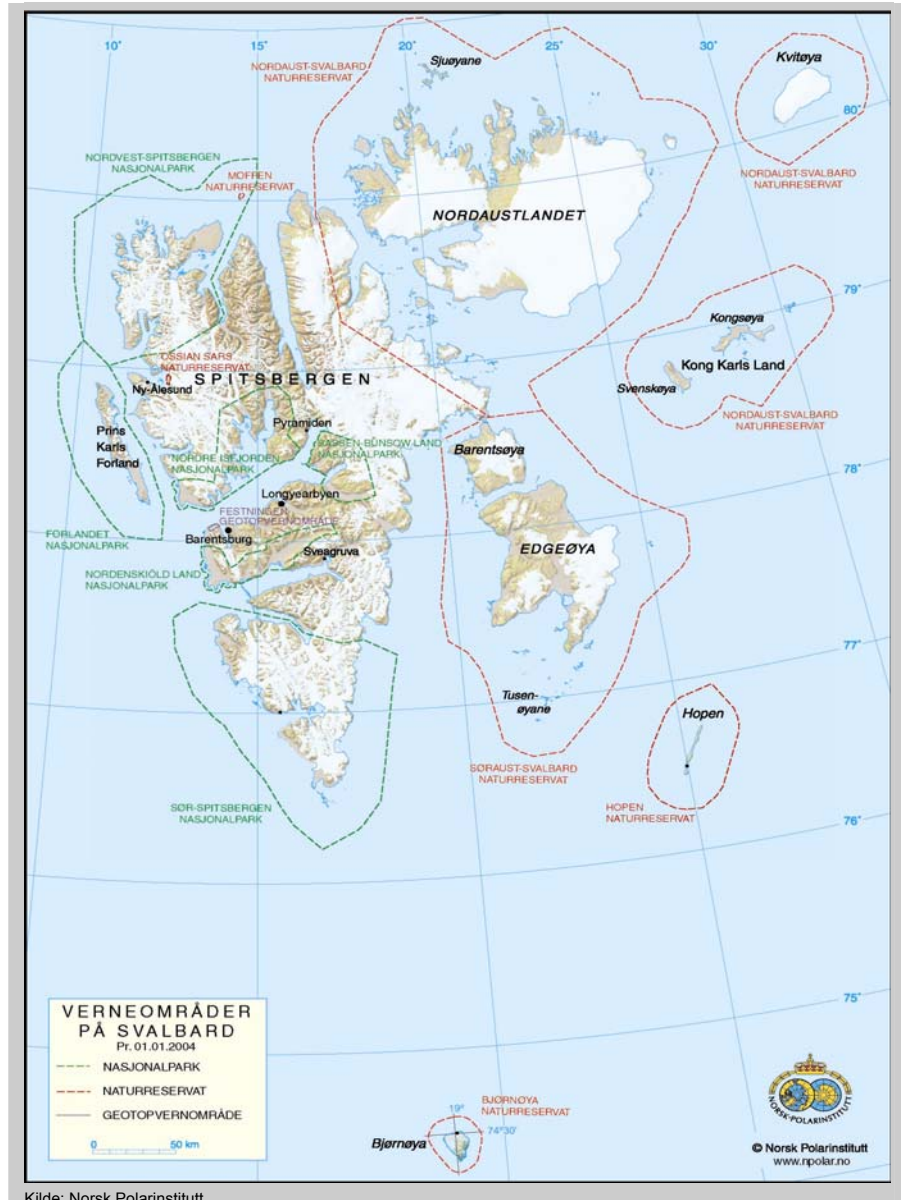 10°
15°
20°
25°
30°
NORDAUST-SVALBARD
NATURRESERVAT
Sjuøyane
Kvitøya
80°
NORDAUST-SVALBARD
NATURRESERVAT
NORDVEST-SPITSBERGEN
NASJONALPARK
MOFFEN
NATURRESERVAT
NORDAUSTLANDET
79°
Kongsøya
Kong Karls Land
Svenskøya
NORDAUST-SVALBARD
NATURRESERVAT
OSSIAN SARS
NATURRESERVAT
SPITSBERGEN
Ny-Ålesund
Prins
Karls
Forland
Pyramiden
SASSEN-BÜNSOW LAND
NASJONALPARK
NORDRE ISFJORDEN
NASJONALPARK
Barentsøya
78°
Longyearbyen
FESTNINGEN
GEOTOPVERNOMRÅDE
Barentsburg
FORLANDET
NASJONALPARK
Sveagruva
EDGEØYA
NORDENSKIÖLD LAND
NASJONALPARK
77°
Tusen-
øyane
Hopen
SØRAUST-SVALBARD
NATURRESERVAT
SØR-SPITSBERGEN
NASJONALPARK
HOPEN
NATURRESERVAT
76°
75°
VERNEOMRÅDER
PÅ SVALBARD
Pr. 01.01.2004
NASJONALPARK
NATURRESERVAT
GEOTOPVERNOMRÅDE
0 50 km
BJØRNØYA
NATURRESERVAT
19°
74°30'
Bjørnøya
NORSK-POLARINSTITUTT
© Norsk Polarinstitutt
www.npolar.no
Kilde: Norsk Polarinstitutt